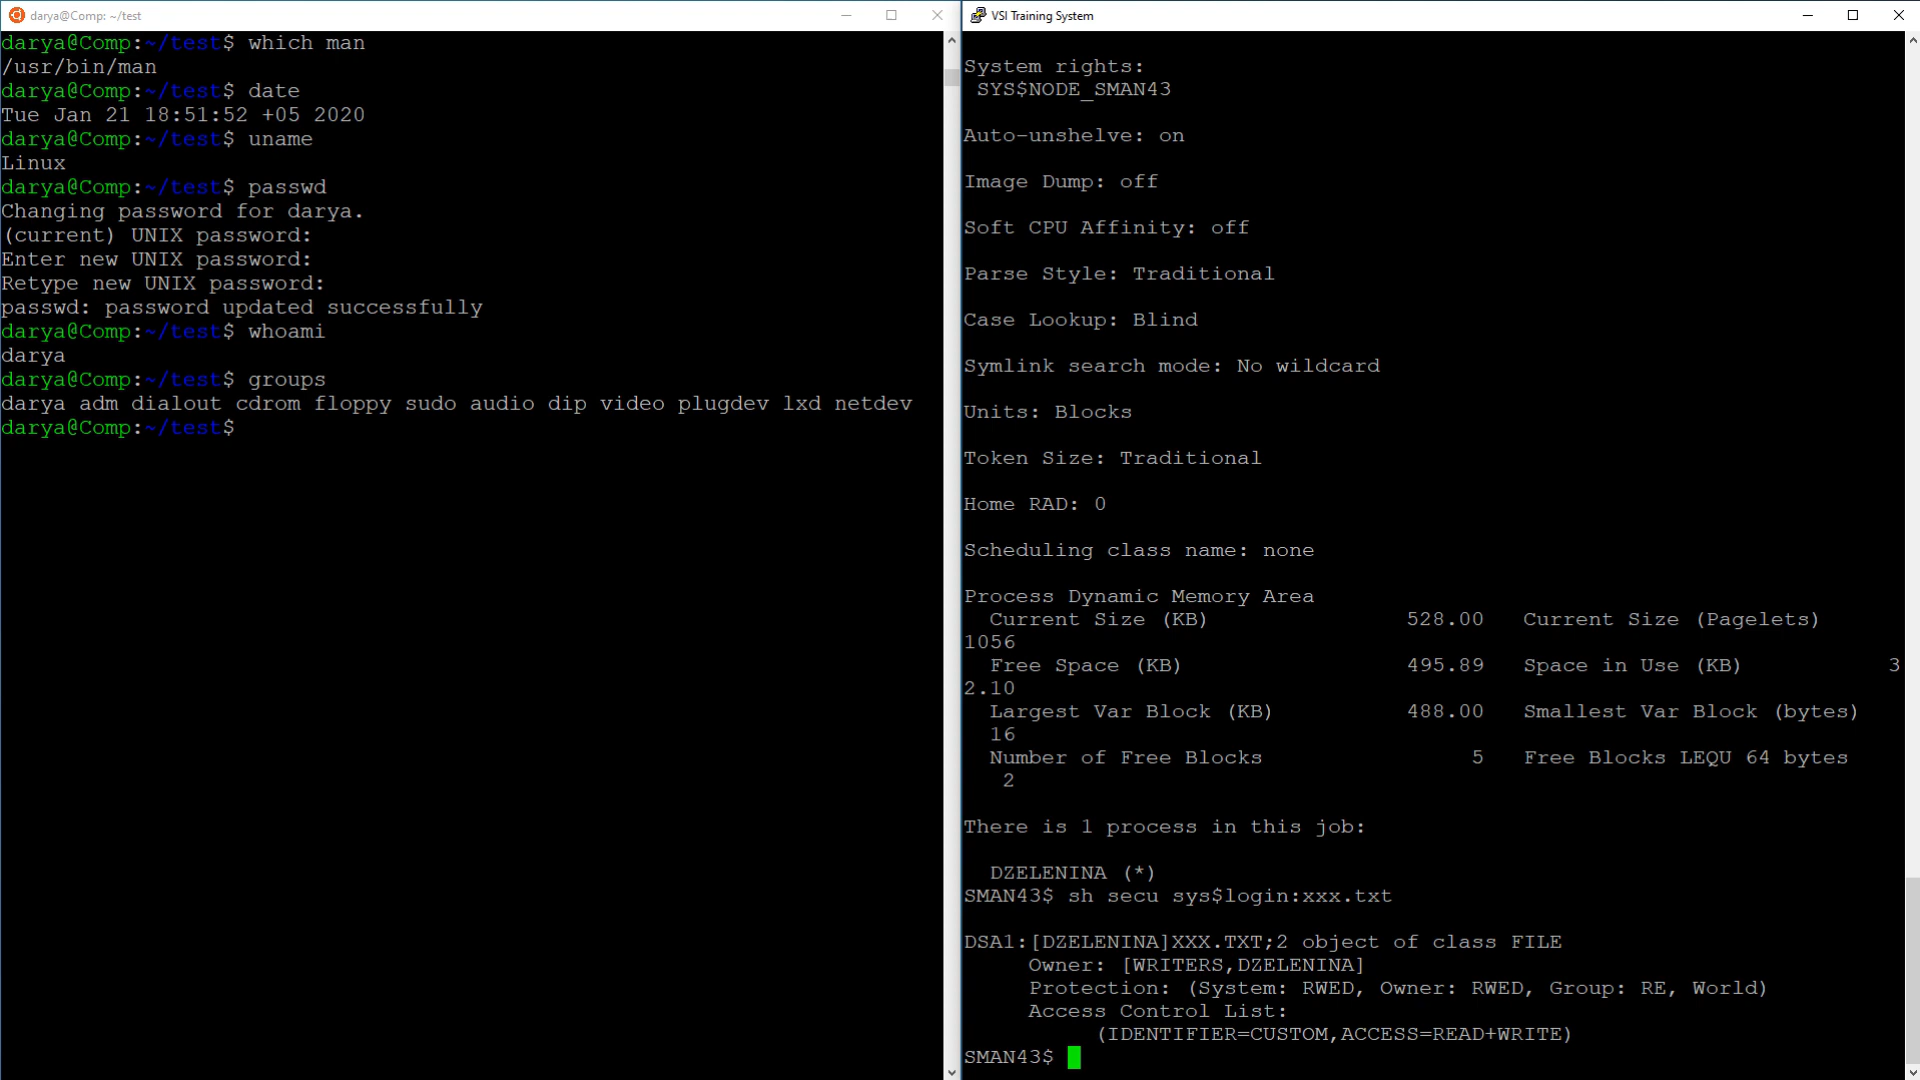 darya@Comp: ~/test
darya@Comp:~/test$ which man
/usr/bin/man
darya@Comp:~/test$ date
Tue Jan 21 18:51:52 +05 2020
darya@Comp:~/test$ uname
Linux
darya@Comp:~/test$ passwd
Changing password for darya.
(current) UNIX password:
Enter new UNIX password:
Retype new UNIX password:
passwd: password updated successfully
darya@Comp:~/test$ whoami
darya
darya@Comp:~/test$ groups
darya adm dialout cdrom floppy sudo audio dip video plugdev lxd netdev
darya@Comp:~/test$
VSI Training System
System rights:
 SYS$NODE_SMAN43
Auto-unshelve: on
Image Dump: off
Soft CPU Affinity: off
Parse Style: Traditional
Case Lookup: Blind
Symlink search mode: No wildcard
Units: Blocks
Token Size: Traditional
Home RAD: 0
Scheduling class name: none
Process Dynamic Memory Area
  Current Size (KB)               528.00   Current Size (Pagelets)
1056
  Free Space (KB)                 495.89   Space in Use (KB)           3
2.10
  Largest Var Block (KB)          488.00   Smallest Var Block (bytes)
  16
  Number of Free Blocks                5   Free Blocks LEQU 64 bytes
   2
There is 1 process in this job:
  DZELENINA (*)
SMAN43$ sh secu sys$login:xxx.txt
DSA1:[DZELENINA]XXX.TXT;2 object of class FILE
     Owner: [WRITERS,DZELENINA]
     Protection: (System: RWED, Owner: RWED, Group: RE, World)
     Access Control List:
          (IDENTIFIER=CUSTOM,ACCESS=READ+WRITE)
SMAN43$